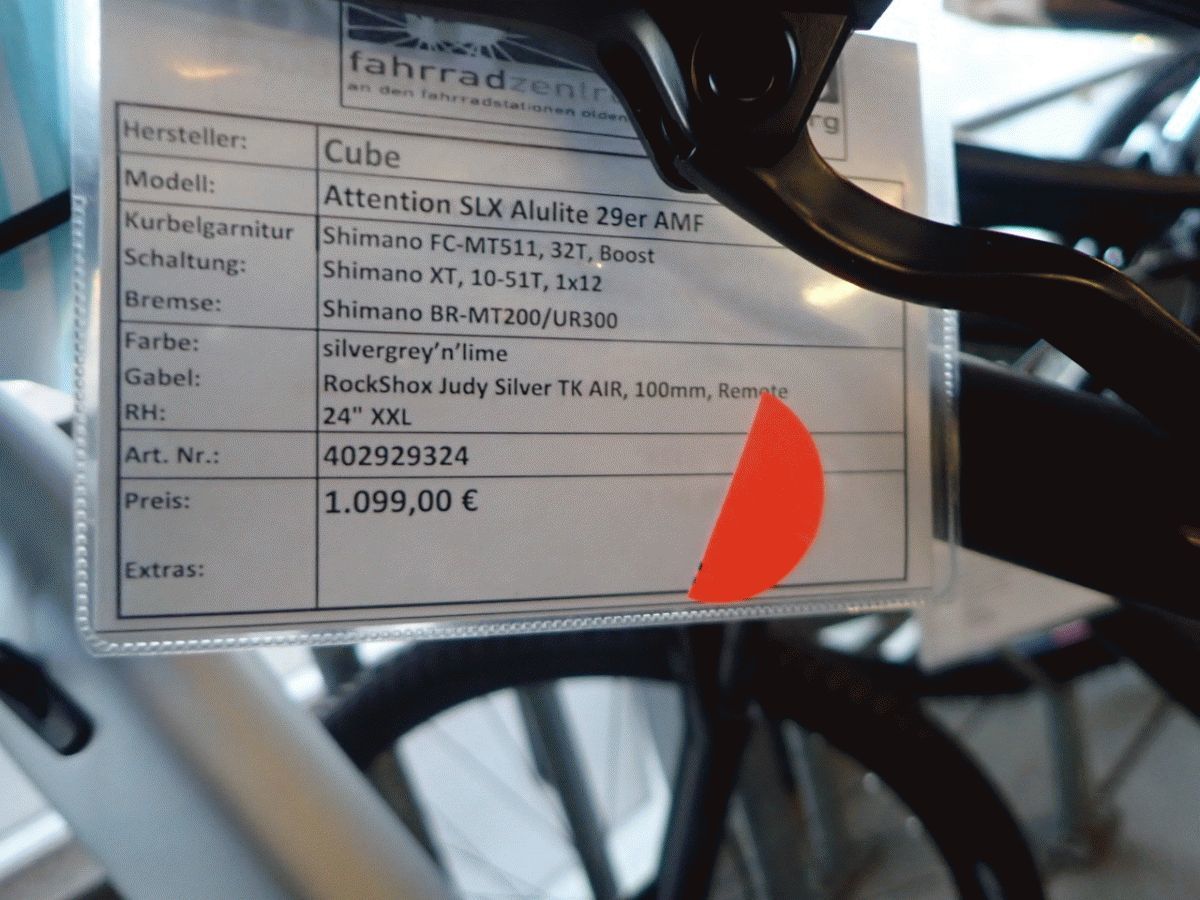 fahrradzentr
an den fahrradstationen olden
rg
Hersteller: Cube
Modell: Attention SLX Alulite 29er AMF
Kurbelgarnitur Shimano FC-MT511, 32T, Boost
Schaltung: Shimano XT, 10-51T, 1x12
Bremse: Shimano BR-MT200/UR300
Farbe: silvergrey'n'lime
Gabel: RockShox Judy Silver TK AIR, 100mm, Remote
RH: 24" XXL
Art. Nr.: 402929324
Preis: 1.099,00 €
Extras: